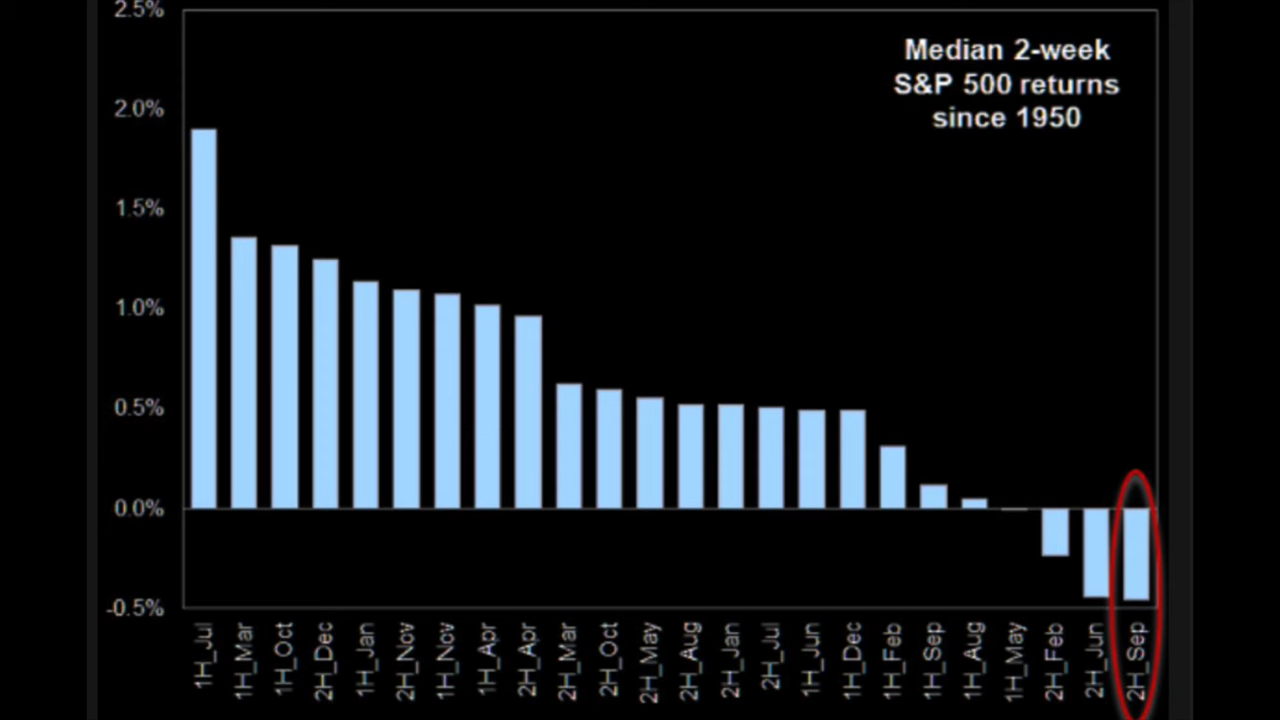 2.5%
Median 2-week
S&P 500 returns
since 1950
2.0%
1.5%
1.0%
0.5%
0.0%
-0.5%
1H_Jul
1H_Mar
1H_Oct
2H_Dec
1H_Jan
2H_Nov
1H_Nov
1H_Apr
2H_Apr
2H_Mar
2H_Oct
2H_May
2H_Aug
2H_Jan
2H_Jul
1H_Jun
1H_Dec
1H_Feb
1H_Sep
1H_Aug
1H_May
2H_Feb
2H_Jun
2H_Sep